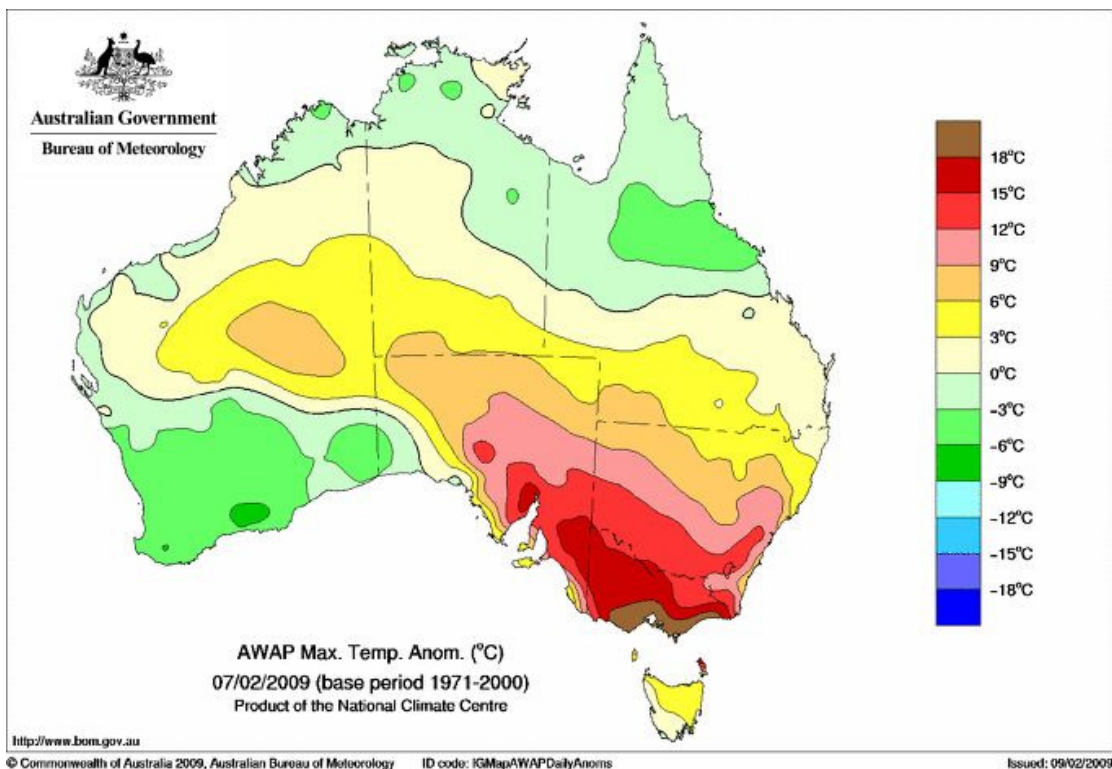 Australian Government
Bureau of Meteorology
18°C
15°C
12°C
9°C
6°C
3°C
0°C
-3°C
-6°C
-9°C
-12°C
-15°C
-18°C
AWAP Max. Temp. Anom. (°C)
07/02/2009 (base period 1971-2000)
Product of the National Climate Centre
http://www.bom.gov.au
© Commonwealth of Australia 2009, Australian Bureau of Meteorology ID code: IGMapAWAPDailyAnoms Issued: 09/02/2009